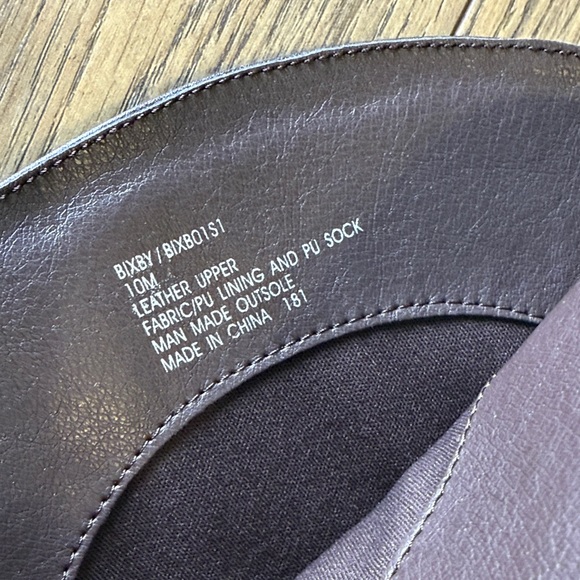 BIXBY / BIXB01S1
10M
LEATHER UPPER
FABRIC/PU LINING AND PU SOCK
MAN MADE OUTSOLE
MADE IN CHINA 181